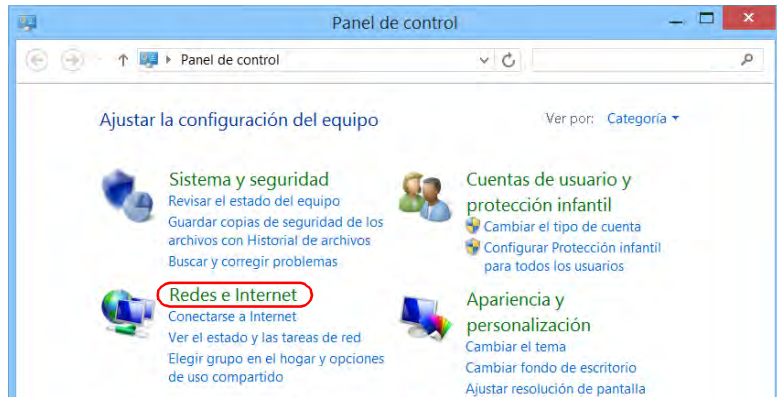 Panel de control
Panel de control
Ajustar la configuración del equipo
Ver por: Categoría
Sistema y seguridad
Revisar el estado del equipo
Guardar copias de seguridad de los
archivos con Historial de archivos
Buscar y corregir problemas
Redes e Internet
Conectarse a Internet
Ver el estado y las tareas de red
Elegir grupo en el hogar y opciones
de uso compartido
Cuentas de usuario y
protección infantil
Cambiar el tipo de cuenta
Configurar Protección infantil
para todos los usuarios
Apariencia y
personalización
Cambiar el tema
Cambiar fondo de escritorio
Ajustar resolución de pantalla